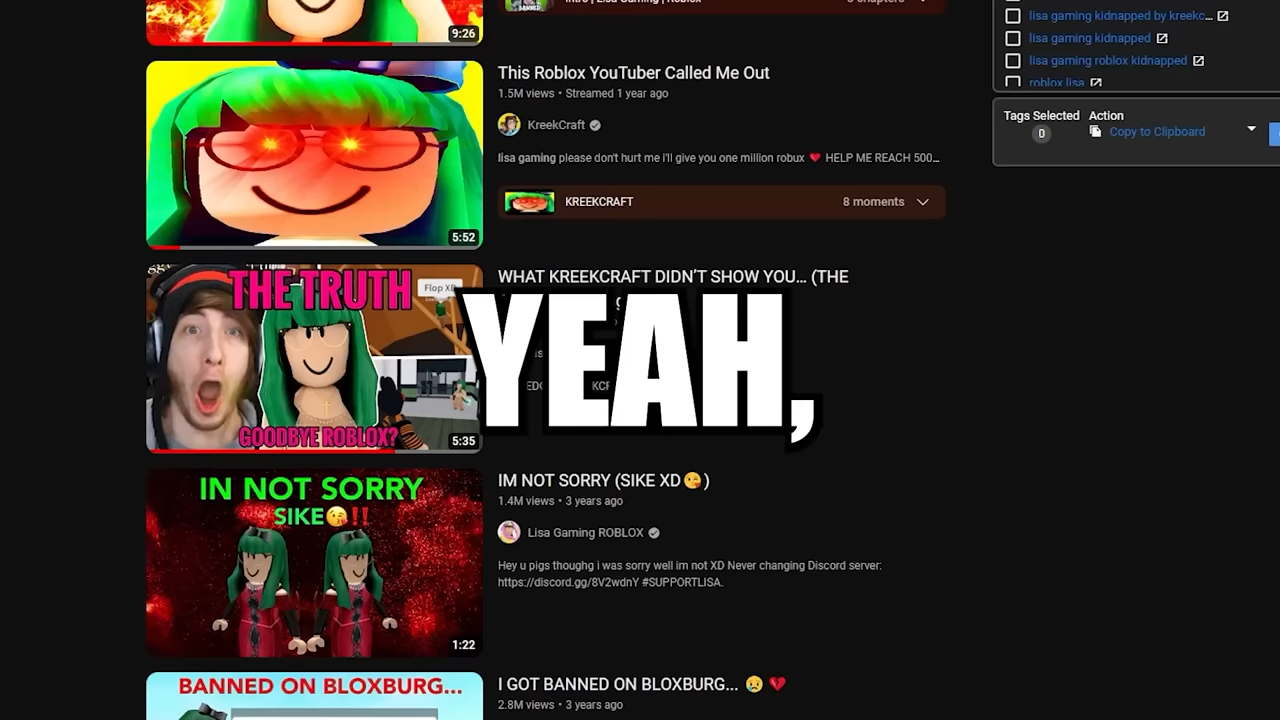 9:26
lisa gaming kidnapped by kreekc...
lisa gaming kidnapped
lisa gaming roblox kidnapped
roblox lisa
Tags Selected
0
Action
Copy to Clipboard
This Roblox YouTuber Called Me Out
1.5M views • Streamed 1 year ago
KreekCraft
lisa gaming please don't hurt me i'll give you one million robux ❤️ HELP ME REACH 500...
KREEKCRAFT
8 moments
5:52
THE TRUTH
Flop XD
GOODBYE ROBLOX?
5:35
WHAT KREEKCRAFT DIDN'T SHOW YOU... (THE
YEAH,
IN NOT SORRY
SIKE😘‼️
1:22
IM NOT SORRY (SIKE XD😘)
1.4M views • 3 years ago
Lisa Gaming ROBLOX
Hey u pigs thoughg i was sorry well im not XD Never changing Discord server:
https://discord.gg/8V2wdnY #SUPPORTLISA.
BANNED ON BLOXBURG...
I GOT BANNED ON BLOXBURG... 😥 💔
2.8M views • 3 years ago